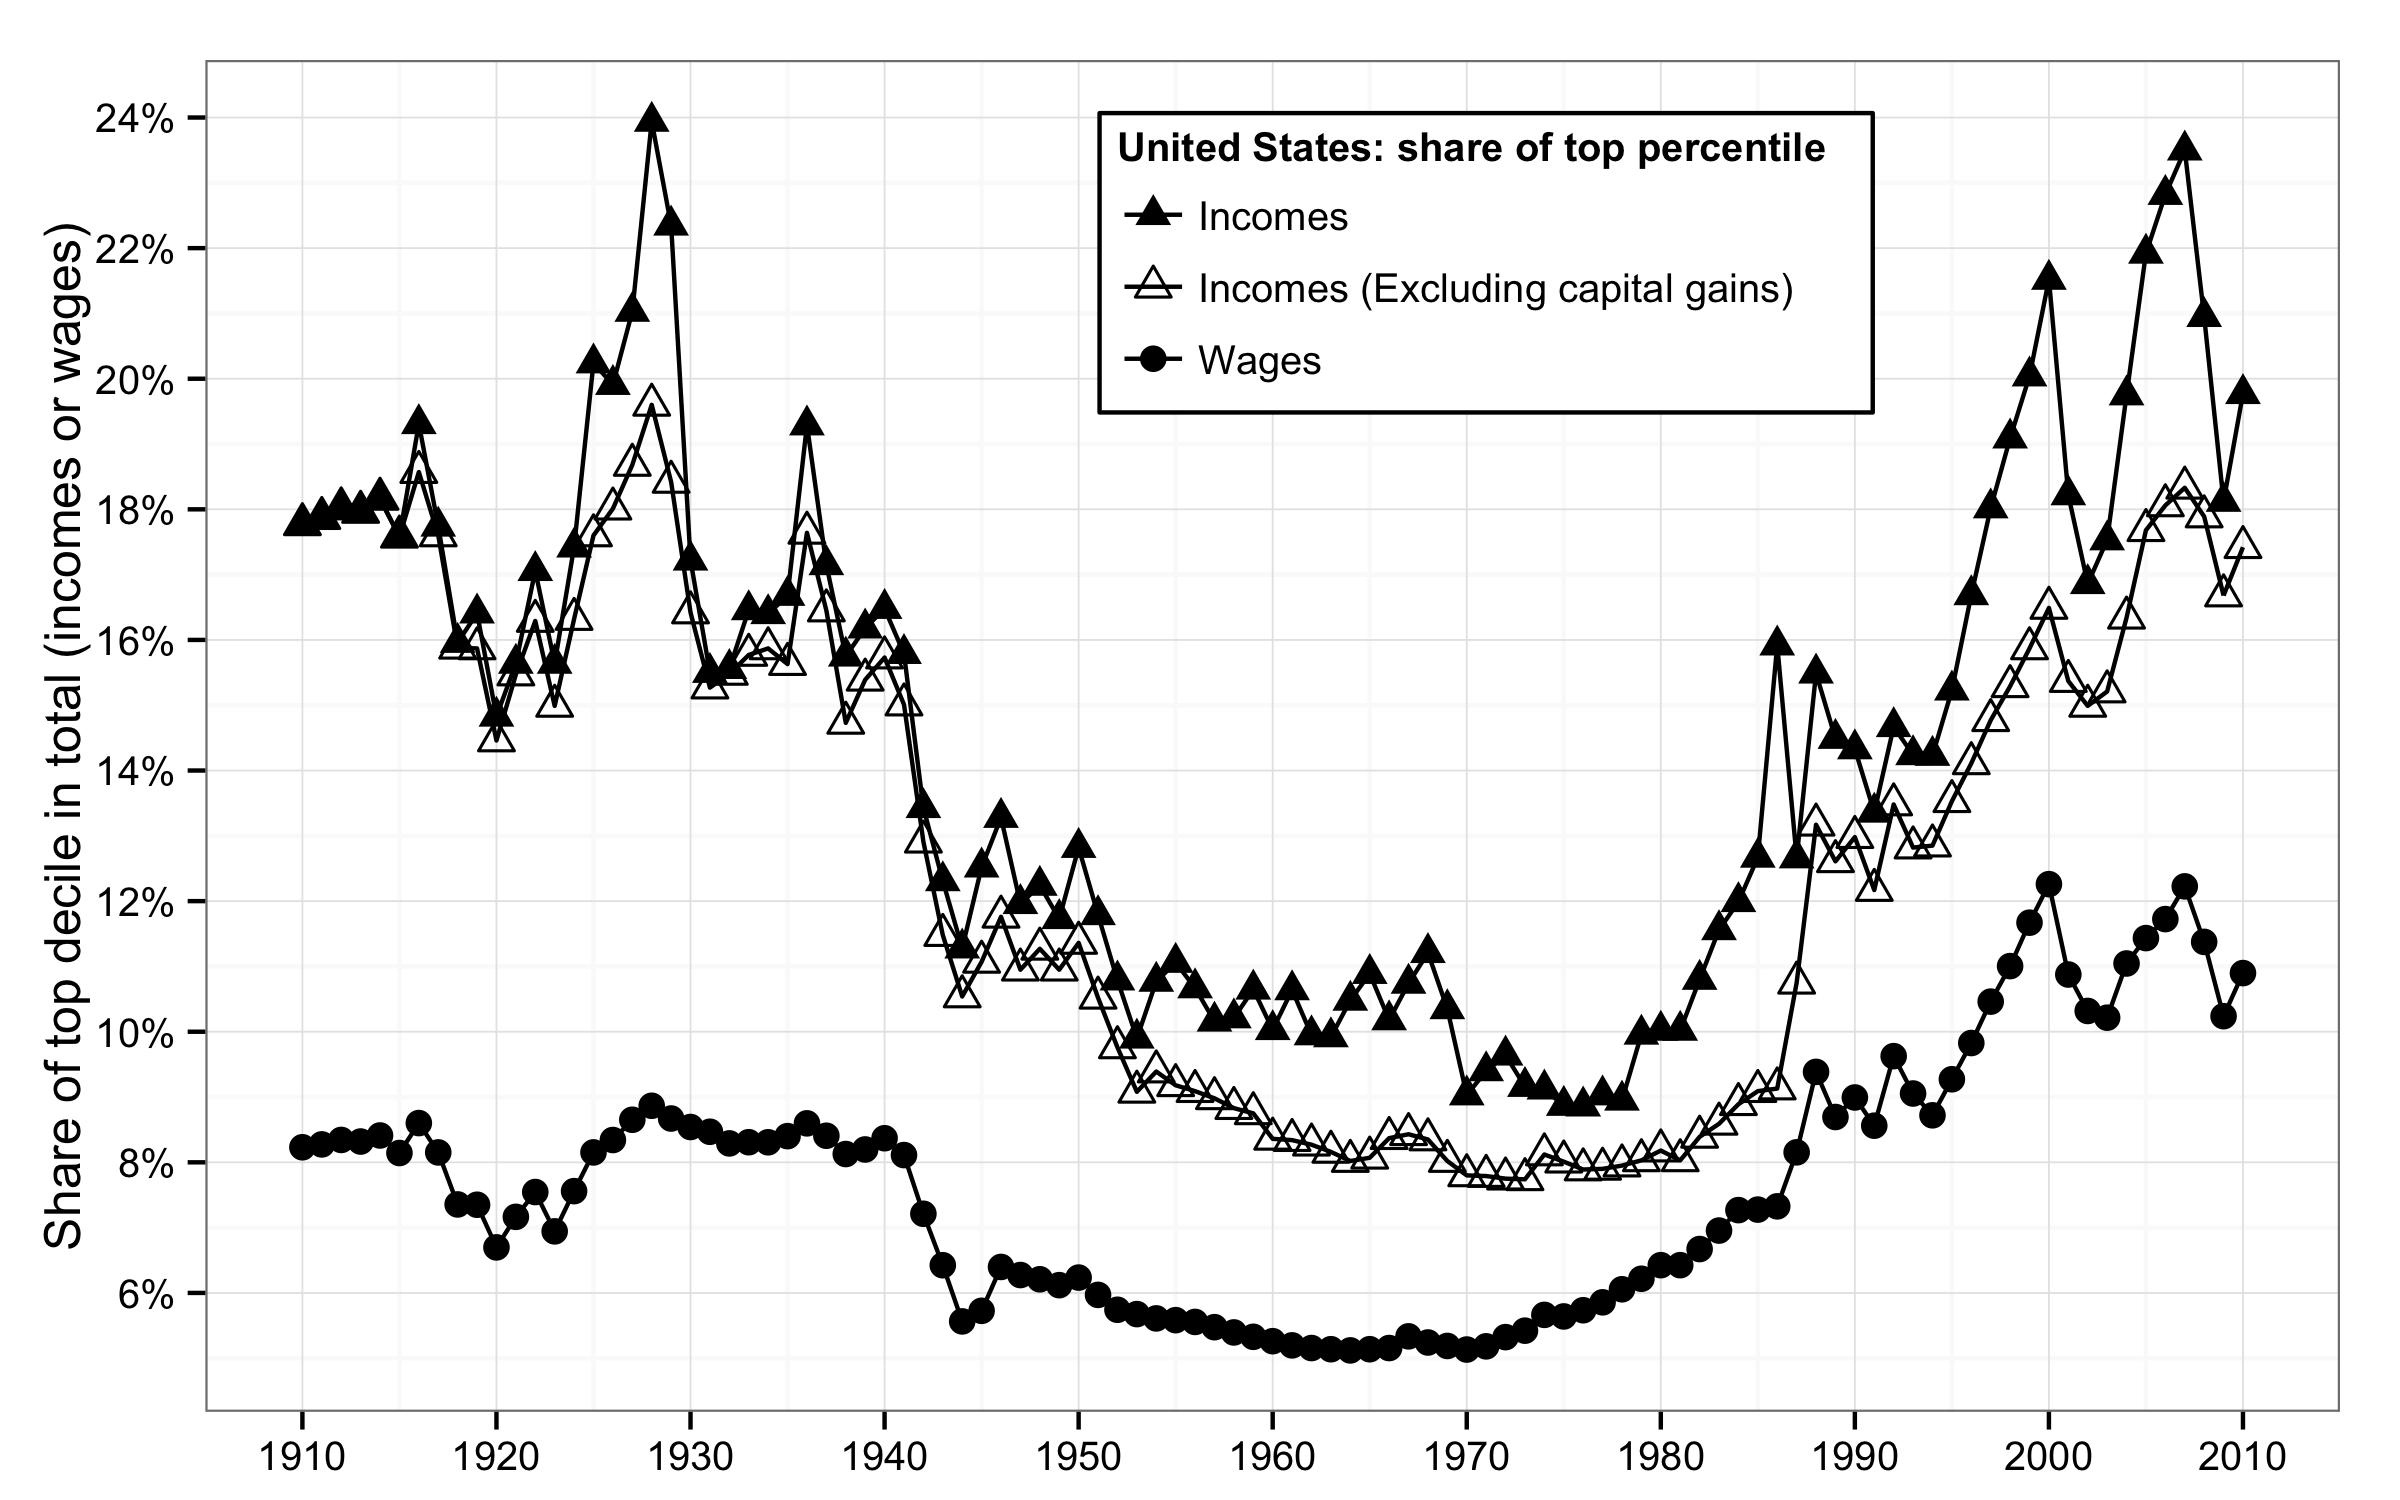 Share of top decile in total (incomes or wages)
24%
22%
20%
18%
16%
14%
12%
10%
8%
6%
United States: share of top percentile
Incomes
Incomes (Excluding capital gains)
Wages
1910 1920 1930 1940 1950 1960 1970 1980 1990 2000 2010